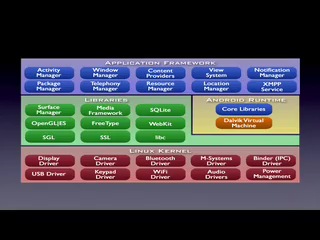 APPLICATION FRAMEWORK
Activity Manager
Window Manager
Content Providers
View System
Notification Manager
Package Manager
Telephony Manager
Resource Manager
Location Manager
XMPP Service
LIBRARIES
Surface Manager
Media Framework
SQLite
OpenGL|ES
FreeType
WebKit
SGL
SSL
libc
ANDROID RUNTIME
Core Libraries
Dalvik Virtual Machine
LINUX KERNEL
Display Driver
Camera Driver
Bluetooth Driver
M-Systems Driver
Binder (IPC) Driver
USB Driver
Keypad Driver
WiFi Driver
Audio Drivers
Power Management